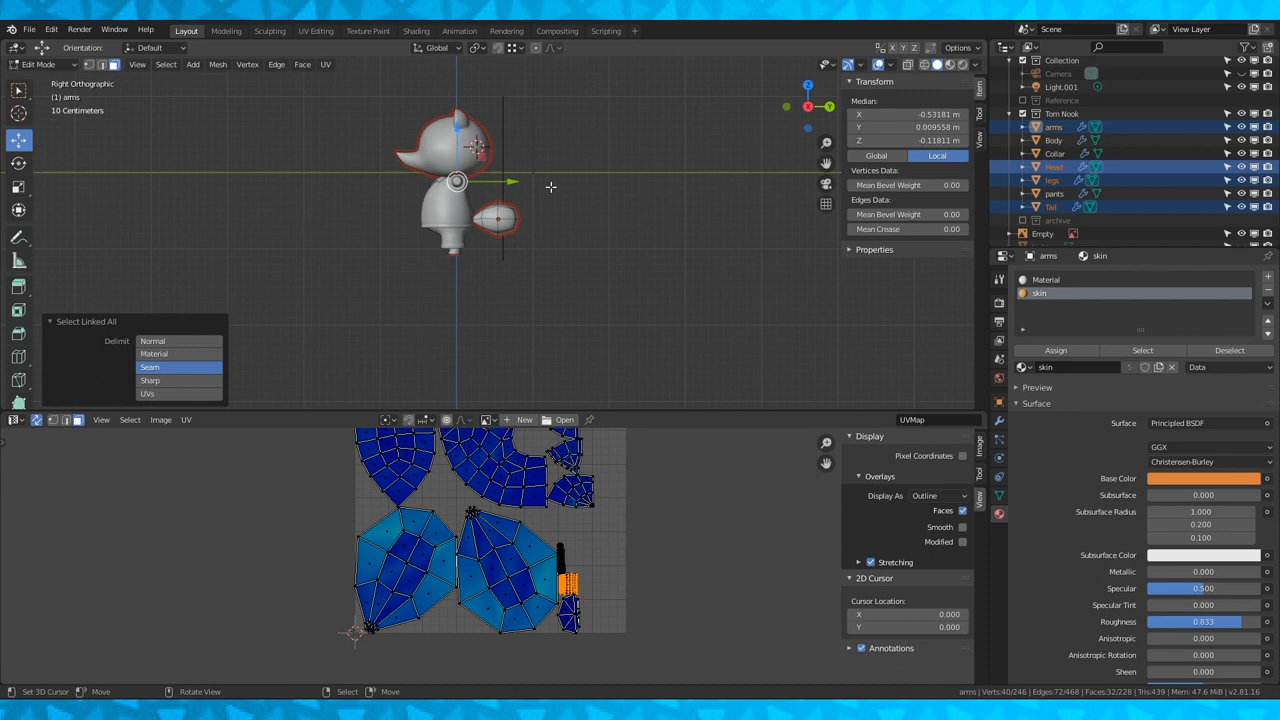 File Edit Render Window Help Layout Modeling Sculpting UV Editing Texture Paint Shading Animation Rendering Compositing Scripting + Scene View Layer
Orientation: Default Global X Y Z Options
Edit Mode View Select Add Mesh Vertex Edge Face UV
Right Orthographic
(1) arms
10 Centimeters
Transform
Median:
X -0.53181 m
Y 0.009558 m
Z -0.11811 m
Global Local
Vertices Data:
Mean Bevel Weight 0.00
Edges Data:
Mean Bevel Weight 0.00
Mean Crease 0.00
Properties
Item
Tool
View
Z
Y
X
Collection
Camera
Light.001
Reference
Tom Nook
arms
Body
Collar
Head
legs
pants
Tail
archive
Empty
arms skin
Material
skin
Assign Select Deselect
skin 5 Data
Preview
Surface
Surface Principled BSDF
GGX
Christensen-Burley
Base Color
Subsurface 0.000
Subsurface Radius 1.000
0.200
0.100
Subsurface Color
Metallic 0.000
Specular 0.500
Specular Tint 0.000
Roughness 0.833
Anisotropic 0.000
Anisotropic Rotation 0.000
Sheen 0.000
Select Linked All
Delimit Normal
Material
Seam
Sharp
UVs
View Select Image UV + New Open UVMap
Display
Pixel Coordinates
Overlays
Display As Outline
Faces
Smooth
Modified
Stretching
2D Cursor
Cursor Location:
X 0.000
Y 0.000
Annotations
Image
Tool
View
Set 3D Cursor Move Rotate View Select Move arms | Verts:40/246 | Edges:72/468 | Faces:32/228 | Tris:439 | Mem: 47.6 MiB | v2.81.16